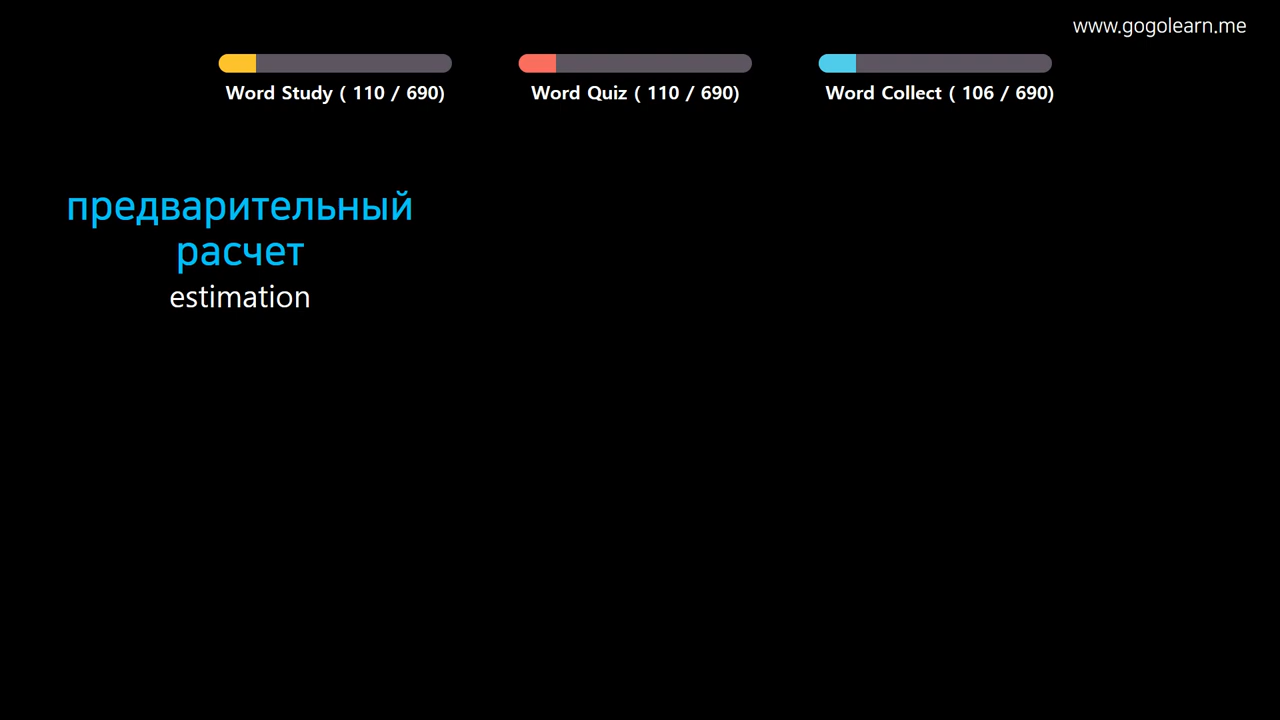 www.gogolearn.me
Word Study ( 110 / 690)
Word Quiz ( 110 / 690)
Word Collect ( 106 / 690)
предварительный
расчет
estimation